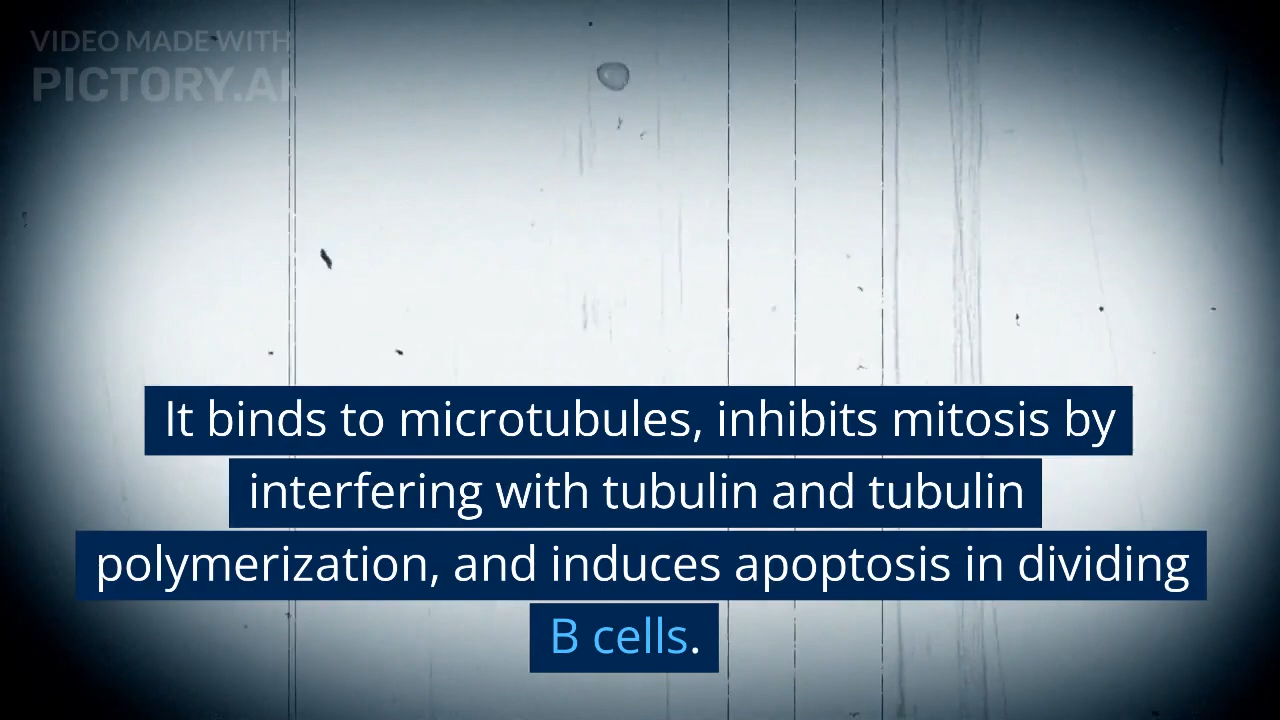 VIDEO MADE WITH
PICTORY.AI
It binds to microtubules, inhibits mitosis by
interfering with tubulin and tubulin
polymerization, and induces apoptosis in dividing
B cells.